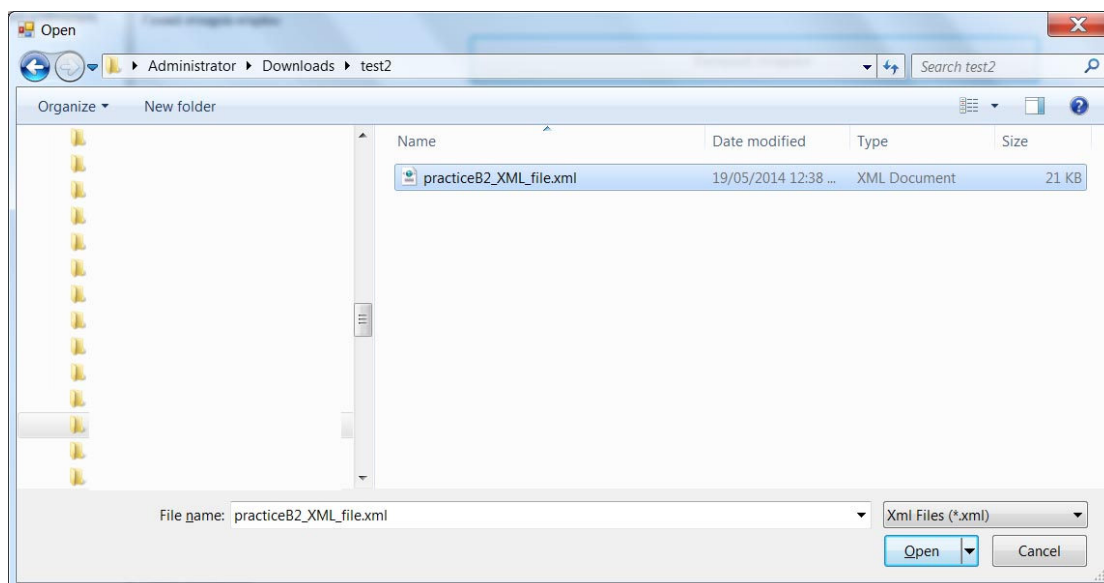 Open
Administrator Downloads test2 Search test2
Organize New folder
Name Date modified Type Size
practiceB2_XML_file.xml 19/05/2014 12:38 ... XML Document 21 KB
File name: practiceB2_XML_file.xml Xml Files (*.xml)
Open Cancel